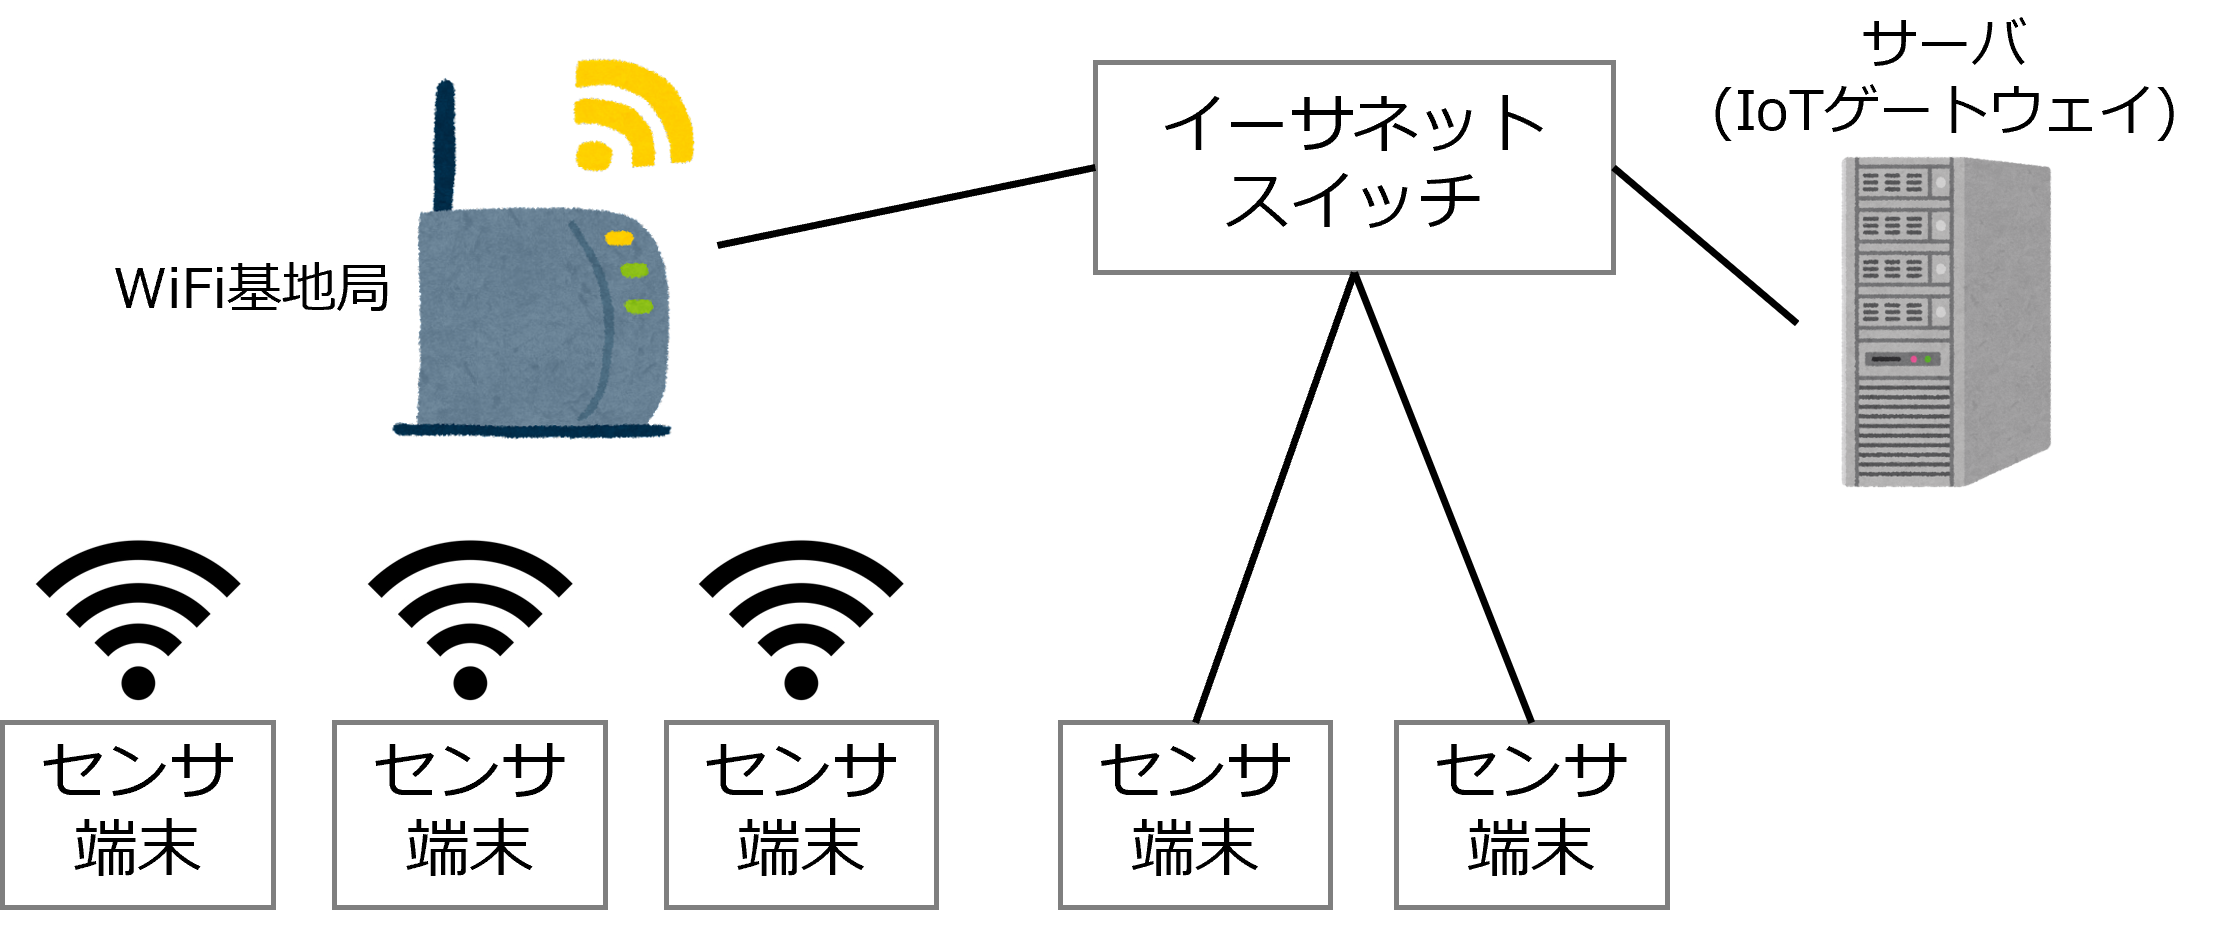 サーバ
(IoTゲートウェイ)
イーサネット
スイッチ
WiFi基地局
センサ
端末
センサ
端末
センサ
端末
センサ
端末
センサ
端末